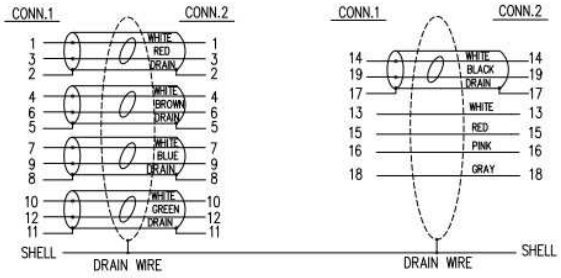 CONN.1 CONN.2
1 WHITE 1
3 RED 3
2 DRAIN 2
4 WHITE 4
6 BROWN 6
5 DRAIN 5
7 WHITE 7
9 BLUE 9
8 DRAIN 8
10 WHITE 10
12 GREEN 12
11 DRAIN 11
SHELL
DRAIN WIRE
CONN.1 CONN.2
14 WHITE 14
19 BLACK 19
17 DRAIN 17
13 WHITE 13
15 RED 15
16 PINK 16
18 GRAY 18
SHELL
DRAIN WIRE